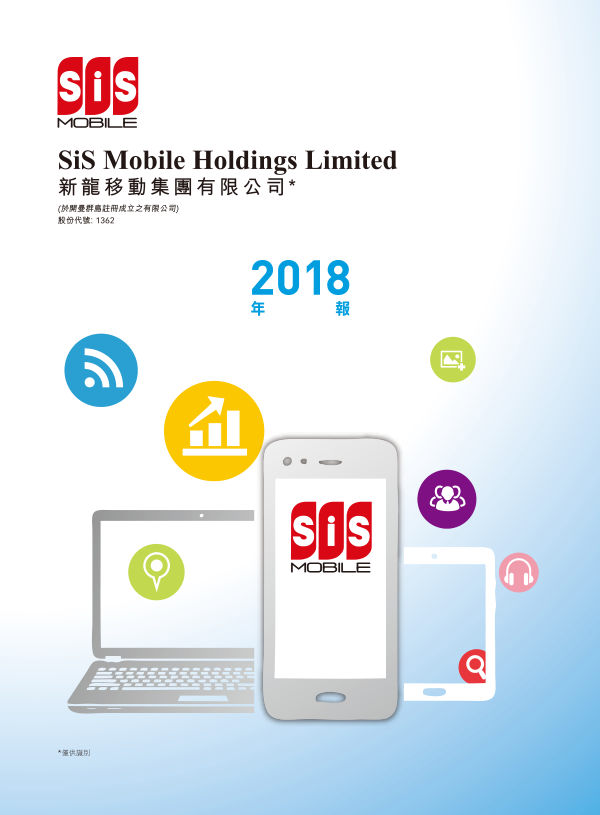 SiS
MOBILE
SiS Mobile Holdings Limited
新龍移動集團有限公司*
(於開曼群島註冊成立之有限公司)
股份代號: 1362
2018
年報
SiS
MOBILE
*僅供識別